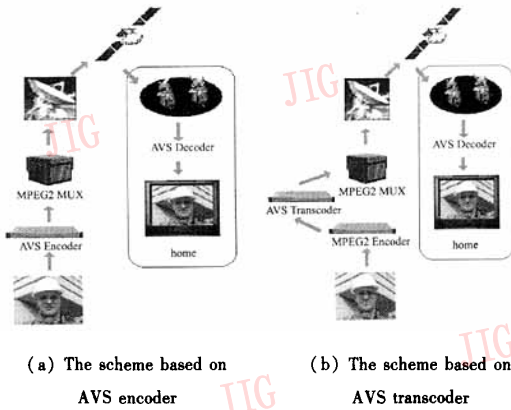 JIG
JIG
AVS Decoder
AVS Decoder
MPEG2 MUX
MPEG2 MUX
AVS Transcoder
AVS Encoder
MPEG2 Encoder
home
home
(a) The scheme based on
AVS encoder
(b) The scheme based on
AVS transcoder
JIG
JIG